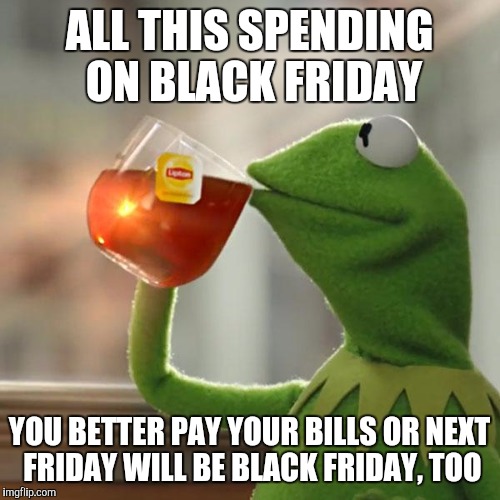 ALL THIS SPENDING
ON BLACK FRIDAY
Lipton
YOU BETTER PAY YOUR BILLS OR NEXT
FRIDAY WILL BE BLACK FRIDAY, TOO
imgflip.com